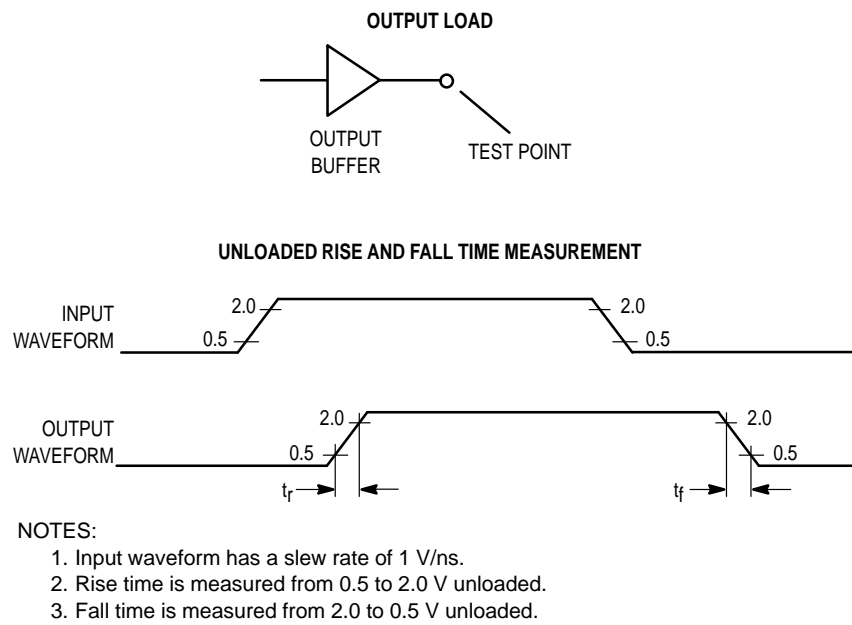 OUTPUT LOAD
OUTPUT
BUFFER
TEST POINT
UNLOADED RISE AND FALL TIME MEASUREMENT
INPUT
WAVEFORM
2.0
0.5
2.0
0.5
OUTPUT
WAVEFORM
2.0
0.5
2.0
0.5
tr
tf
NOTES:
1. Input waveform has a slew rate of 1 V/ns.
2. Rise time is measured from 0.5 to 2.0 V unloaded.
3. Fall time is measured from 2.0 to 0.5 V unloaded.